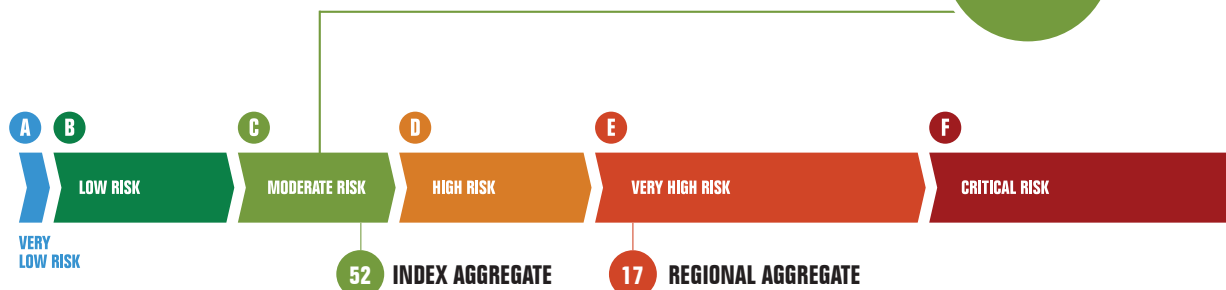 A B C D E F
LOW RISK MODERATE RISK HIGH RISK VERY HIGH RISK CRITICAL RISK
VERY
LOW RISK
52 INDEX AGGREGATE 17 REGIONAL AGGREGATE